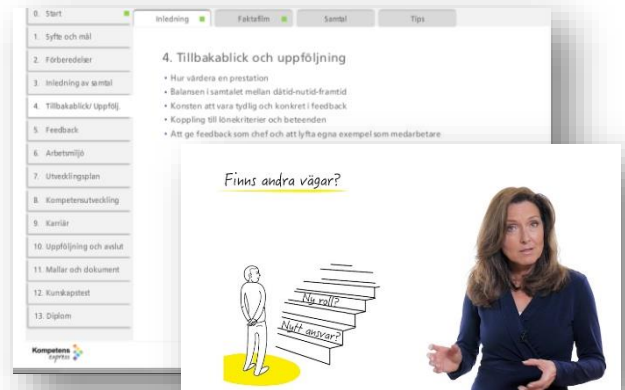 0. Start
1. Syfte och mål
2. Förberedelser
3. Inledning av samtal
4. Tillbakablick/ Uppfölj.
5. Feedback
6. Arbetsmiljö
7. Utvecklingsplan
8. Kompetensutveckling
9. Karriär
10. Uppföljning och avslut
11. Mallar och dokument
12. Kunskapstest
13. Diplom
Kompetens
express
Inledning
Faktafilm
Samtal
Tips
4. Tillbakablick och uppföljning
• Hur värdera en prestation
• Balansen i samtalet mellan dåtid-nutid-framtid
• Konsten att vara tydlig och konkret i feedback
• Koppling till lönekriterier och beteenden
• Att ge feedback som chef och att lyfta egna exempel som medarbetare
Finns andra vägar?
Ny roll?
Nytt ansvar?